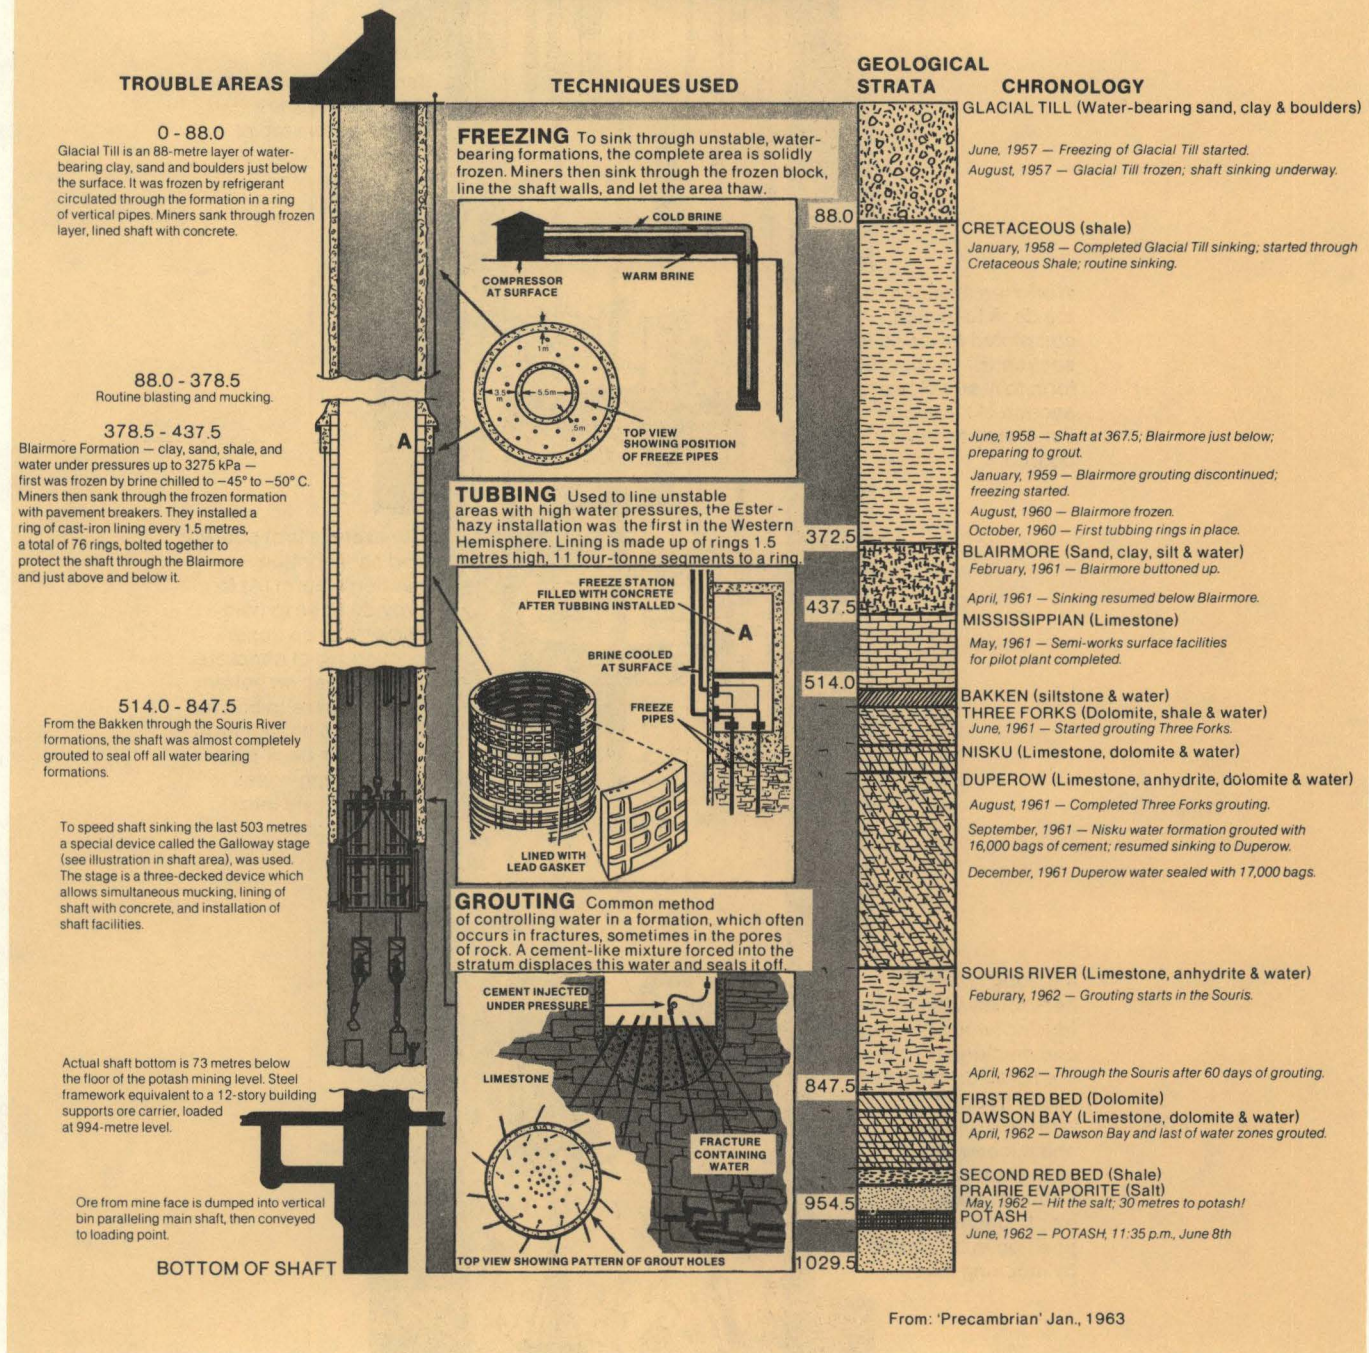 TROUBLE AREAS
0 - 88.0
Glacial Till is an 88-metre layer of water-
bearing clay, sand and boulders just below
the surface. It was frozen by refrigerant
circulated through the formation in a ring
of vertical pipes. Miners sank through frozen
layer, lined shaft with concrete.
88.0 - 378.5
Routine blasting and mucking.
378.5 - 437.5
Blairmore Formation — clay, sand, shale, and
water under pressures up to 3275 kPa —
first was frozen by brine chilled to −45° to −50° C.
Miners then sank through the frozen formation
with pavement breakers. They installed a
ring of cast-iron lining every 1.5 metres,
a total of 76 rings, bolted together to
protect the shaft through the Blairmore
and just above and below it.
514.0 - 847.5
From the Bakken through the Souris River
formations, the shaft was almost completely
grouted to seal off all water bearing
formations.
To speed shaft sinking the last 503 metres
a special device called the Galloway stage
(see illustration in shaft area), was used.
The stage is a three-decked device which
allows simultaneous mucking, lining of
shaft with concrete, and installation of
shaft facilities.
Actual shaft bottom is 73 metres below
the floor of the potash mining level. Steel
framework equivalent to a 12-story building
supports ore carrier, loaded
at 994-metre level.
Ore from mine face is dumped into vertical
bin paralleling main shaft, then conveyed
to loading point.
BOTTOM OF SHAFT
A
TECHNIQUES USED
FREEZING To sink through unstable, water-
bearing formations, the complete area is solidly
frozen. Miners then sink through the frozen block,
line the shaft walls, and let the area thaw.
COLD BRINE
WARM BRINE
COMPRESSOR
AT SURFACE
1m
3.5
m
5.5m
.5m
TOP VIEW
SHOWING POSITION
OF FREEZE PIPES
TUBBING Used to line unstable
areas with high water pressures, the Ester -
hazy installation was the first in the Western
Hemisphere. Lining is made up of rings 1.5
metres high, 11 four-tonne segments to a ring.
FREEZE STATION
FILLED WITH CONCRETE
AFTER TUBBING INSTALLED
A
BRINE COOLED
AT SURFACE
FREEZE
PIPES
LINED WITH
LEAD GASKET
GROUTING Common method
of controlling water in a formation, which often
occurs in fractures, sometimes in the pores
of rock. A cement-like mixture forced into the
stratum displaces this water and seals it off.
CEMENT INJECTED
UNDER PRESSURE
LIMESTONE
FRACTURE
CONTAINING
WATER
TOP VIEW SHOWING PATTERN OF GROUT HOLES
GEOLOGICAL
STRATA
88.0
372.5
437.5
514.0
847.5
954.5
1029.5
CHRONOLOGY
GLACIAL TILL (Water-bearing sand, clay & boulders)
June, 1957 — Freezing of Glacial Till started.
August, 1957 — Glacial Till frozen; shaft sinking underway.
CRETACEOUS (shale)
January, 1958 — Completed Glacial Till sinking; started through
Cretaceous Shale; routine sinking.
June, 1958 — Shaft at 367.5; Blairmore just below;
preparing to grout.
January, 1959 — Blairmore grouting discontinued;
freezing started.
August, 1960 — Blairmore frozen.
October, 1960 — First tubbing rings in place.
BLAIRMORE (Sand, clay, silt & water)
February, 1961 — Blairmore buttoned up.
April, 1961 — Sinking resumed below Blairmore.
MISSISSIPPIAN (Limestone)
May, 1961 — Semi-works surface facilities
for pilot plant completed.
BAKKEN (siltstone & water)
THREE FORKS (Dolomite, shale & water)
June, 1961 — Started grouting Three Forks.
NISKU (Limestone, dolomite & water)
DUPEROW (Limestone, anhydrite, dolomite & water)
August, 1961 — Completed Three Forks grouting.
September, 1961 — Nisku water formation grouted with
16,000 bags of cement; resumed sinking to Duperow.
December, 1961 Duperow water sealed with 17,000 bags.
SOURIS RIVER (Limestone, anhydrite & water)
Feburary, 1962 — Grouting starts in the Souris.
April, 1962 — Through the Souris after 60 days of grouting.
FIRST RED BED (Dolomite)
DAWSON BAY (Limestone, dolomite & water)
April, 1962 — Dawson Bay and last of water zones grouted.
SECOND RED BED (Shale)
PRAIRIE EVAPORITE (Salt)
May, 1962 — Hit the salt; 30 metres to potash!
POTASH
June, 1962 — POTASH, 11:35 p.m., June 8th
From: 'Precambrian' Jan., 1963